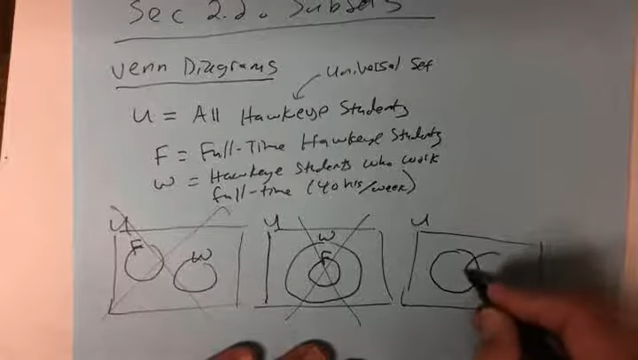 Sec 2.2: Subsets
Venn Diagrams
Universal Set
U = All Hawkeye Students
F = Full-Time Hawkeye Students
W = Hawkeye Students who work
full-time (40 hrs/week)
U U U
F W W F